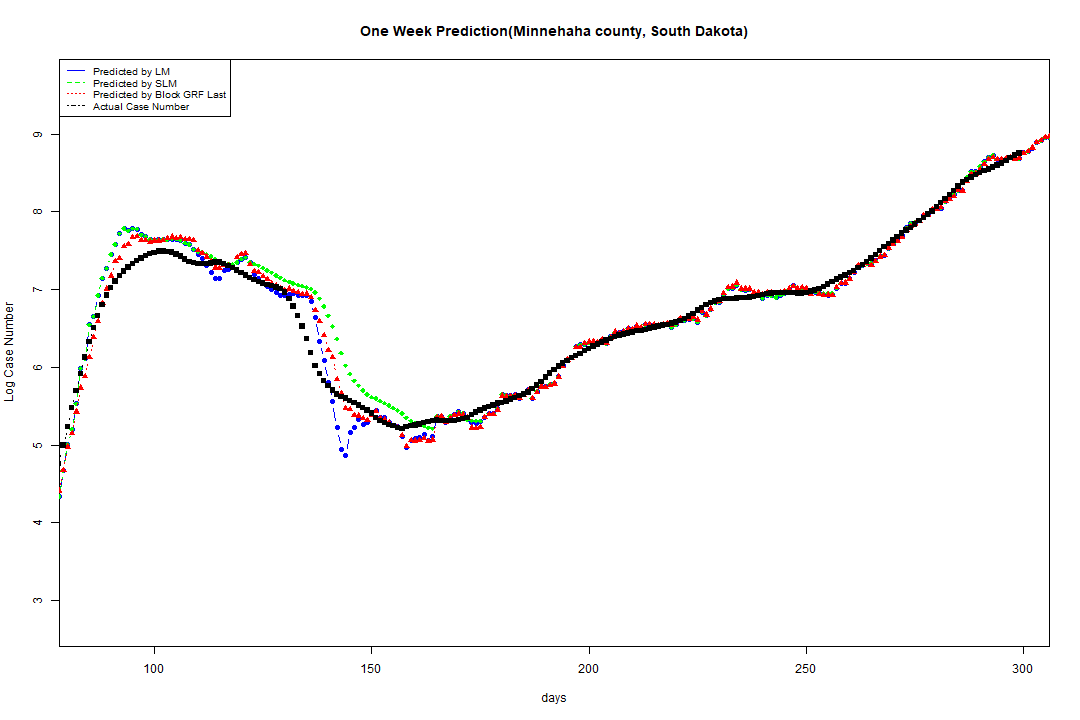 One Week Prediction(Minnehaha county, South Dakota)
Predicted by LM
Predicted by SLM
Predicted by Block GRF Last
Actual Case Number
Log Case Number
9
8
7
6
5
4
3
100 150 200 250 300
days